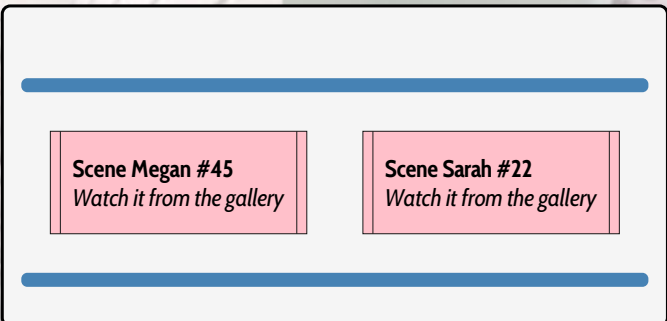 Scene Megan #45
Watch it from the gallery
Scene Sarah #22
Watch it from the gallery